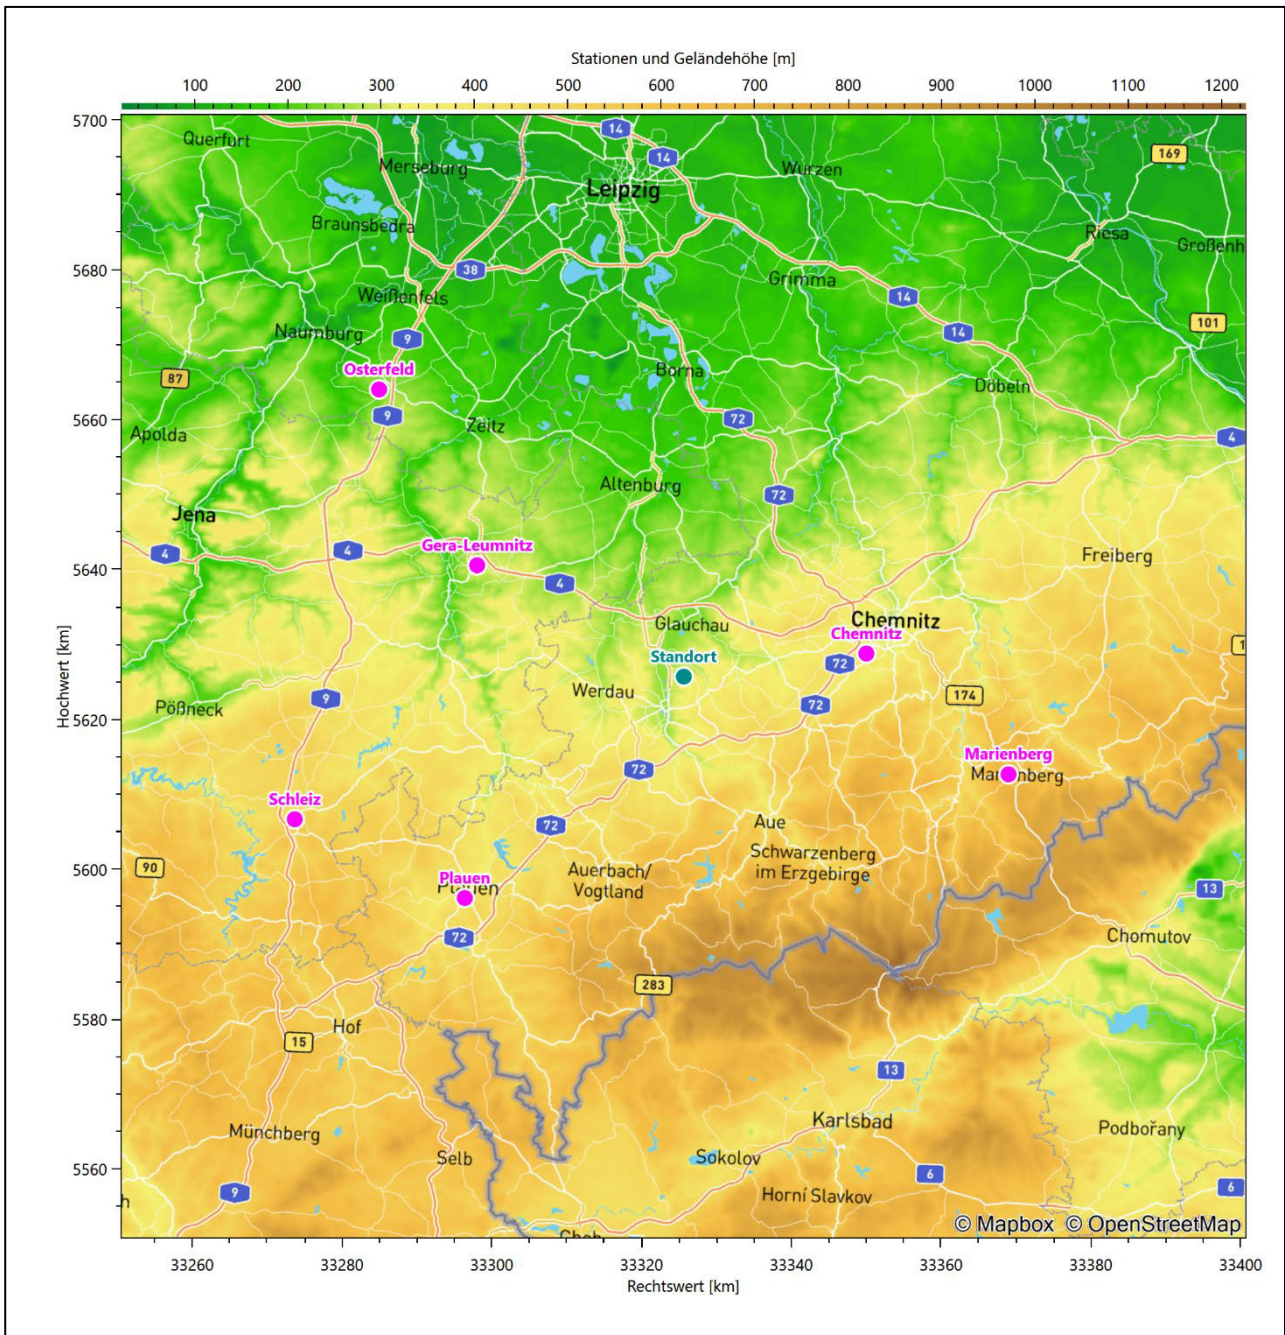 Stationen und Geländehöhe [m]
100 200 300 400 500 600 700 800 900 1000 1100 1200
5700
5680
5660
5640
5620
5600
5580
5560
Hochwert [km]
14
Querfurt
Merseburg
14
Wurzen
169
Leipzig
Braunsbedra
Riesa
Großenh
38
Grimma
Weißenfels
14
Naumburg
9
14
101
Osterfeld
Borna
87
Döbeln
9
72
Zeitz
Apolda
4
Altenburg
72
Jena
Gera-Leumnitz
4
4
Freiberg
4
Glauchau
Chemnitz
Chemnitz
1
Standort
72
Werdau
174
9
72
Pößneck
Marienberg
Marienberg
72
Schleiz
72
Aue
90
Schwarzenberg
im Erzgebirge
Auerbach/
Vogtland
Plauen
Plauen
13
72
Chomutov
283
Hof
15
13
Karlsbad
Münchberg
Podbořany
Selb
Sokolov
6
6
9
Horní Slavkov
h
© Mapbox © OpenStreetMap
Cheb
33260 33280 33300 33320 33340 33360 33380 33400
Rechtswert [km]